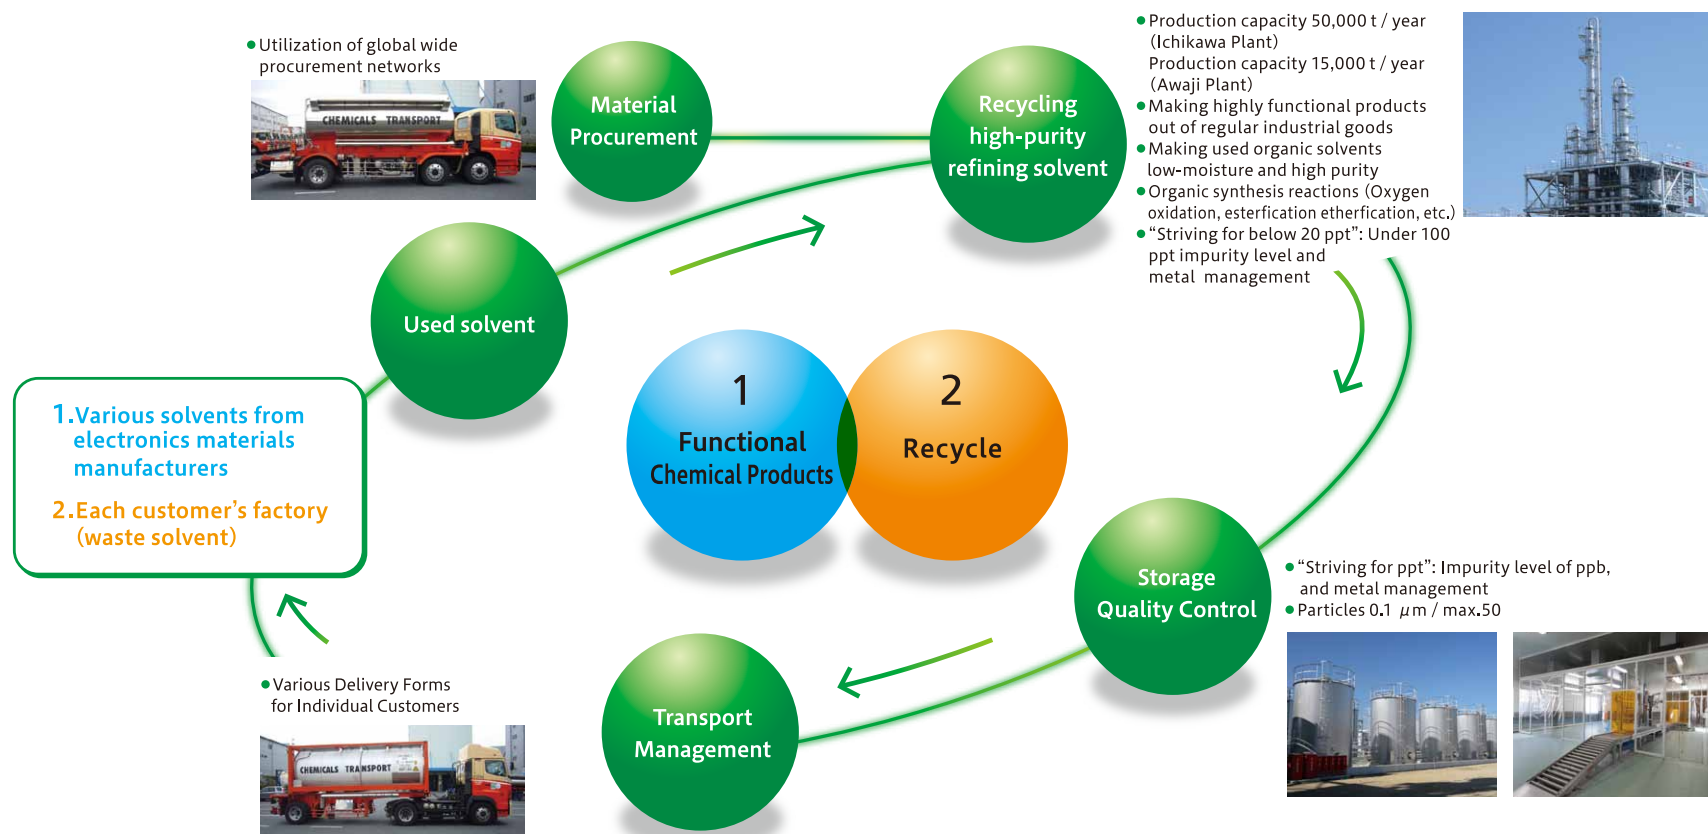 ● Utilization of global wide
procurement networks
CHEMICALS TRANSPORT
Material
Procurement
Recycling
high-purity
refining solvent
● Production capacity 50,000 t / year
(Ichikawa Plant)
Production capacity 15,000 t / year
(Awaji Plant)
● Making highly functional products
out of regular industrial goods
● Making used organic solvents
low-moisture and high purity
● Organic synthesis reactions (Oxygen
oxidation, esterfication etherfication, etc.)
● “Striving for below 20 ppt”: Under 100
ppt impurity level and
metal management
Used solvent
1.Various solvents from
electronics materials
manufacturers
2.Each customer’s factory
(waste solvent)
1
Functional
Chemical Products
2
Recycle
Storage
Quality Control
● “Striving for ppt”: Impurity level of ppb,
and metal management
● Particles 0.1 μm / max.50
Transport
Management
● Various Delivery Forms
for Individual Customers
CHEMICALS TRANSPORT